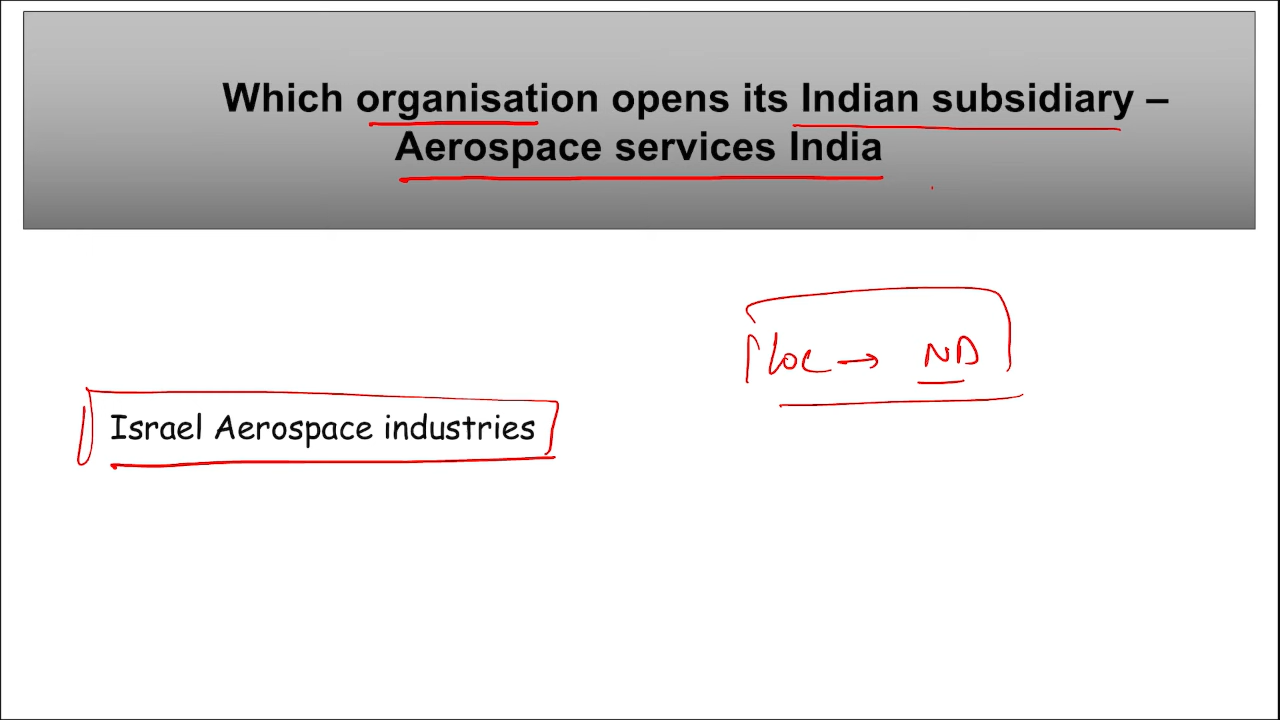 Which organisation opens its Indian subsidiary –
Aerospace services India
loc → ND
Israel Aerospace industries